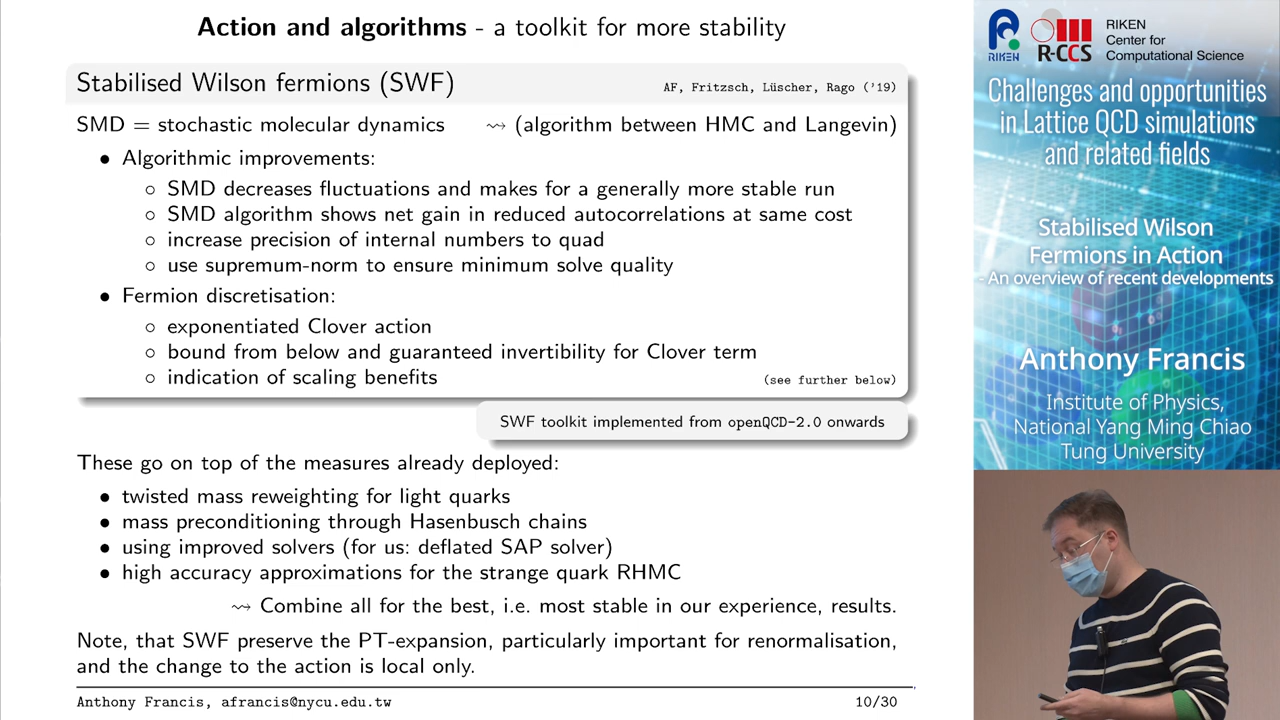 Action and algorithms - a toolkit for more stability
Stabilised Wilson fermions (SWF)
AF, Fritzsch, Lüscher, Rago ('19)
SMD = stochastic molecular dynamics ⇝ (algorithm between HMC and Langevin)
• Algorithmic improvements:
○ SMD decreases fluctuations and makes for a generally more stable run
○ SMD algorithm shows net gain in reduced autocorrelations at same cost
○ increase precision of internal numbers to quad
○ use supremum-norm to ensure minimum solve quality
• Fermion discretisation:
○ exponentiated Clover action
○ bound from below and guaranteed invertibility for Clover term
○ indication of scaling benefits
(see further below)
SWF toolkit implemented from openQCD-2.0 onwards
These go on top of the measures already deployed:
• twisted mass reweighting for light quarks
• mass preconditioning through Hasenbusch chains
• using improved solvers (for us: deflated SAP solver)
• high accuracy approximations for the strange quark RHMC
⇝ Combine all for the best, i.e. most stable in our experience, results.
Note, that SWF preserve the PT-expansion, particularly important for renormalisation,
and the change to the action is local only.
Anthony Francis, afrancis@nycu.edu.tw
10/30
RIKEN
R-CCS
RIKEN
Center for
Computational Science
Challenges and opportunities
in Lattice QCD simulations
and related fields
Stabilised Wilson
Fermions in Action
- An overview of recent developments
Anthony Francis
Institute of Physics,
National Yang Ming Chiao
Tung University